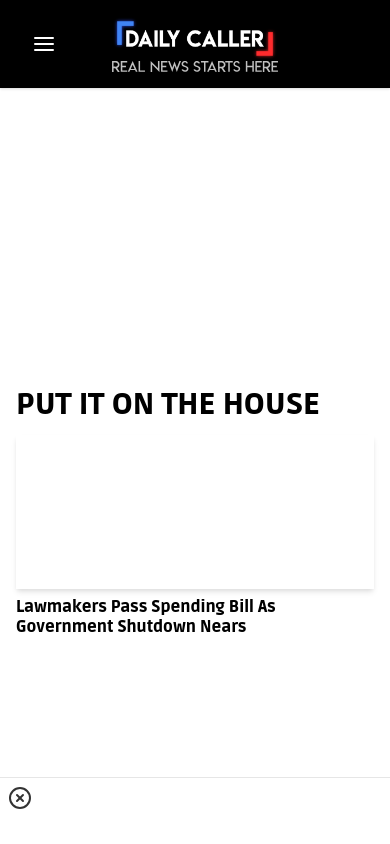 DAILY CALLER
REAL NEWS STARTS HERE
PUT IT ON THE HOUSE
Lawmakers Pass Spending Bill As
Government Shutdown Nears